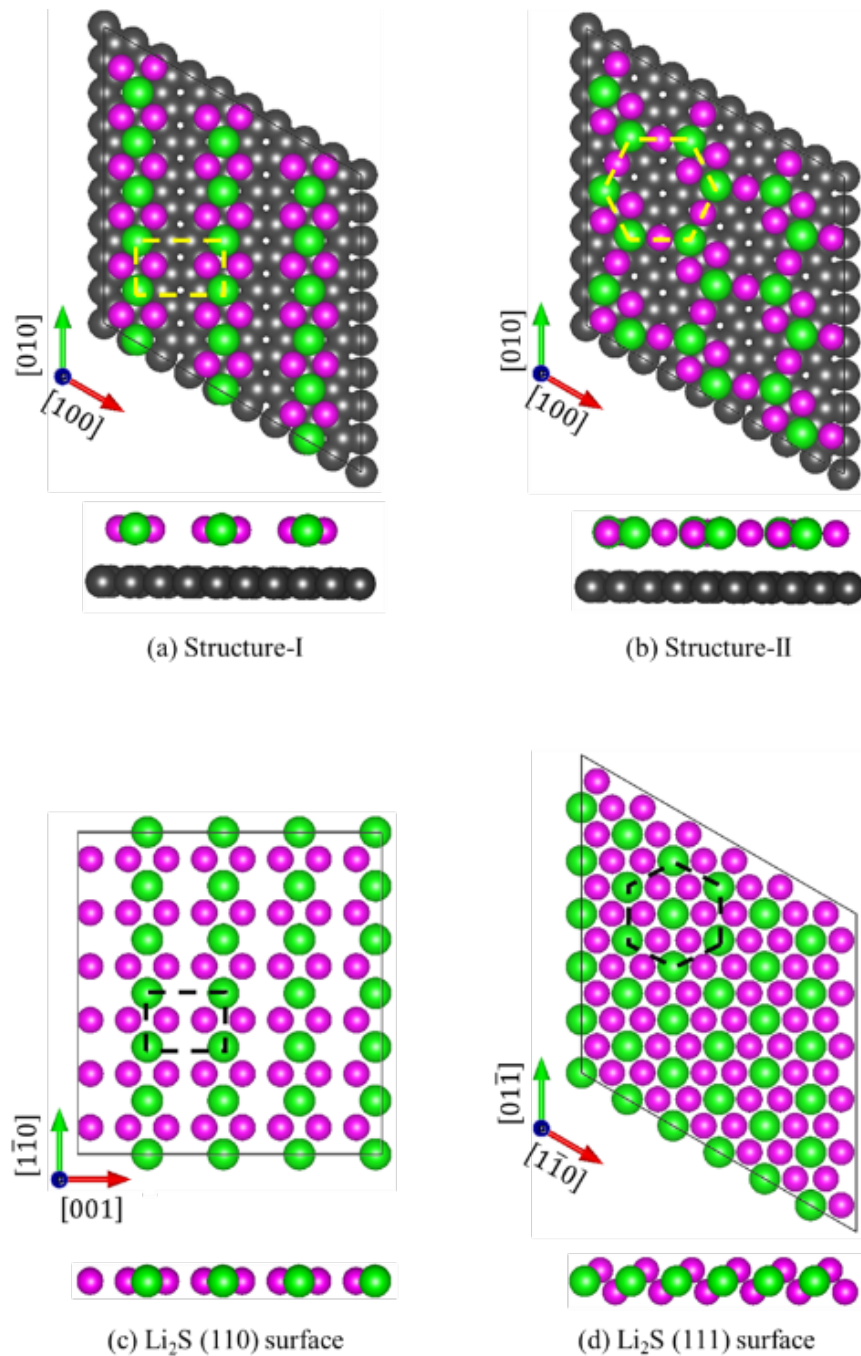 [010]
[100]
[010]
[100]
(a) Structure-I
(b) Structure-II
[11̄0]
[001]
[011̄]
[11̄0]
(c) Li₂S (110) surface
(d) Li₂S (111) surface